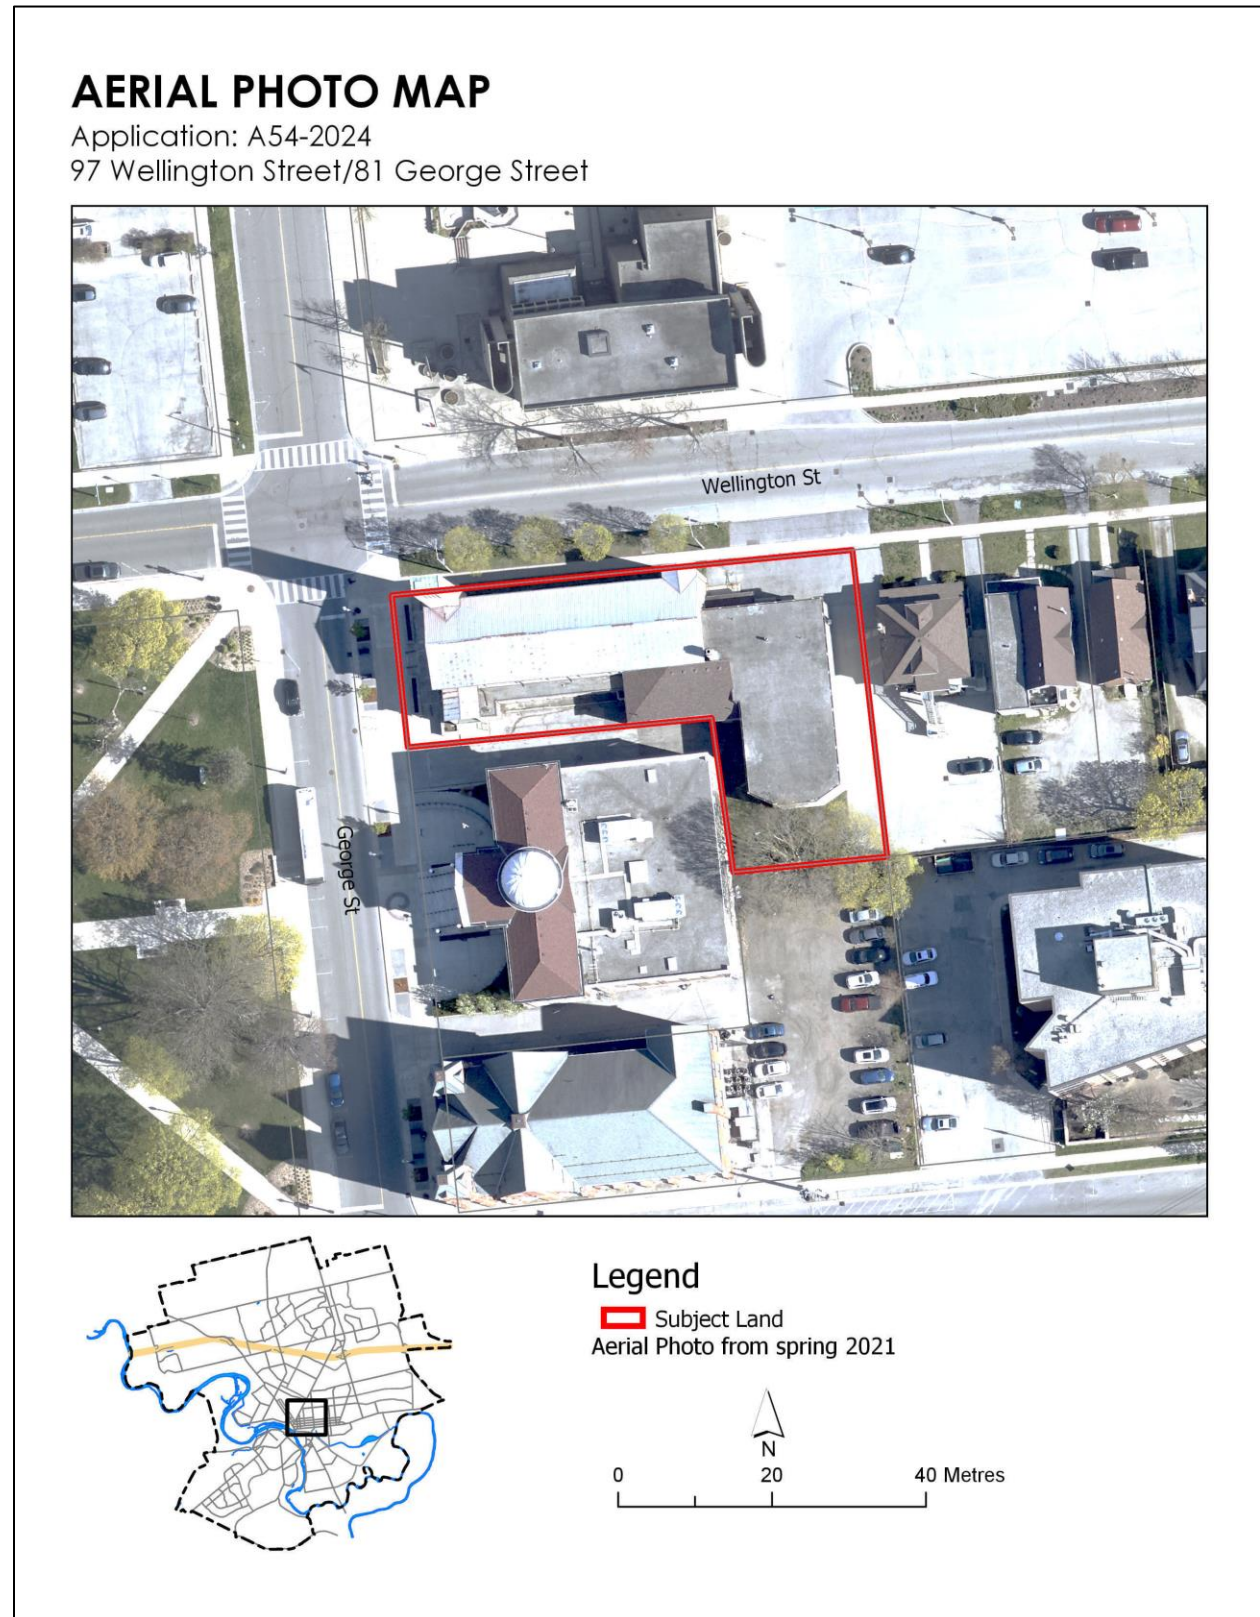 AERIAL PHOTO MAP
Application: A54-2024
97 Wellington Street/81 George Street
Wellington St
George St
Legend
Subject Land
Aerial Photo from spring 2021
N
0 20 40 Metres